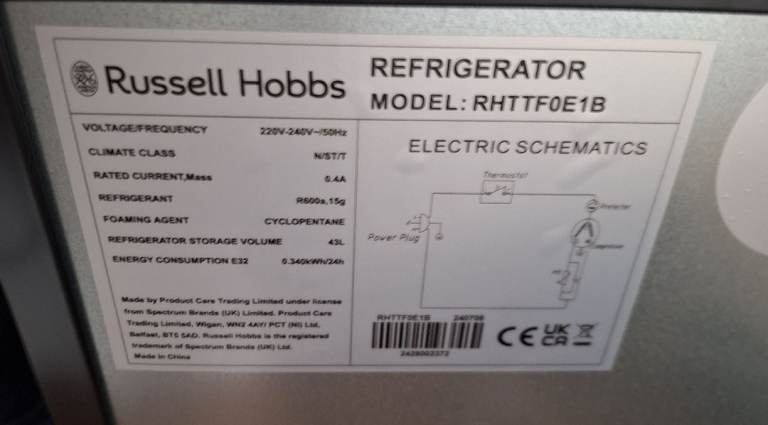 Russell Hobbs
REFRIGERATOR
MODEL: RHTTF0E1B
VOLTAGE/FREQUENCY 220V-240V~/50Hz
CLIMATE CLASS N/ST/T
RATED CURRENT,Mass 0.4A
REFRIGERANT R600a,15g
FOAMING AGENT CYCLOPENTANE
REFRIGERATOR STORAGE VOLUME 43L
ENERGY CONSUMPTION E32 0.340kWh/24h
Made by Product Care Trading Limited under license
from Spectrum Brands (UK) Limited. Product Care
Trading Limited, Wigan, WN2 4AY/ PCT (NI) Ltd,
Belfast, BT5 5AD. Russell Hobbs is the registered
trademark of Spectrum Brands (UK) Ltd.
Made in China
ELECTRIC SCHEMATICS
Thermostat
Protector
Power Plug
RHTTF0E1B 240708
2428002372
CE UK CA